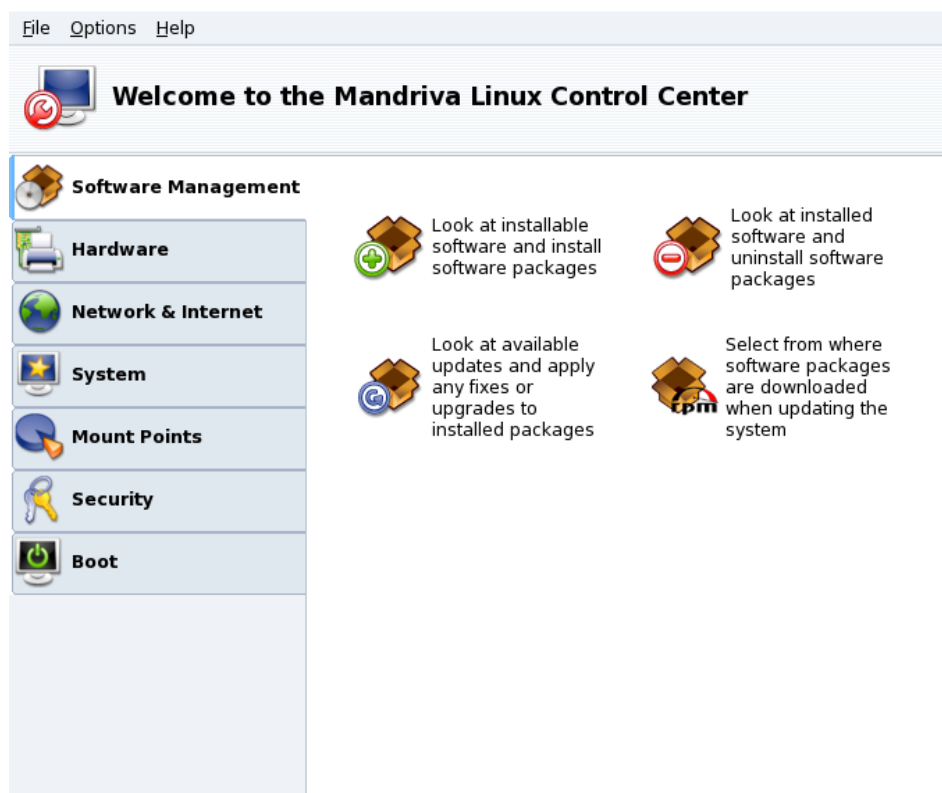 File Options Help
Welcome to the Mandriva Linux Control Center
Software Management
Hardware
Network & Internet
System
Mount Points
Security
Boot
Look at installable
software and install
software packages
Look at installed
software and
uninstall software
packages
Look at available
updates and apply
any fixes or
upgrades to
installed packages
rpm
Select from where
software packages
are downloaded
when updating the
system